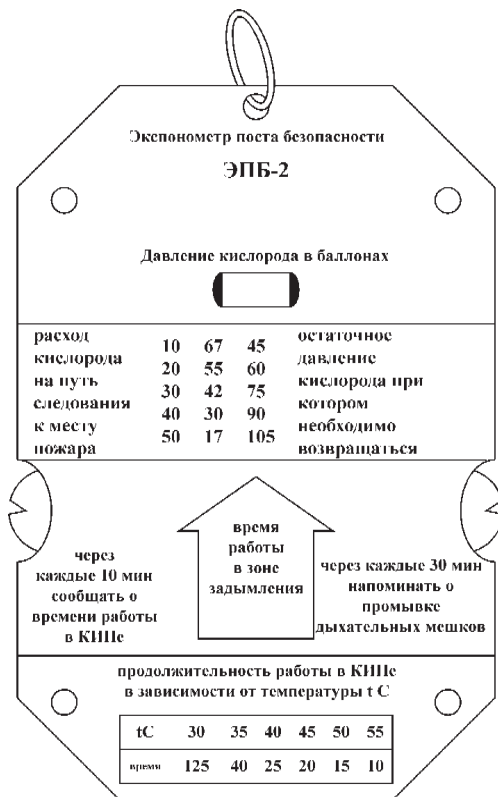 Экспонометр поста безопасности
ЭПБ-2
Давление кислорода в баллонах
расход
кислорода
на путь
следования
к месту
пожара
10 67 45
20 55 60
30 42 75
40 30 90
50 17 105
остаточное
давление
кислорода при
котором
необходимо
возвращаться
через
каждые 10 мин
сообщать о
времени работы
в КИПе
время
работы
в зоне
задымления
через каждые 30 мин
напоминать о
промывке
дыхательных мешков
продолжительность работы в КИПе
в зависимости от температуры t C
tC 30 35 40 45 50 55
время 125 40 25 20 15 10